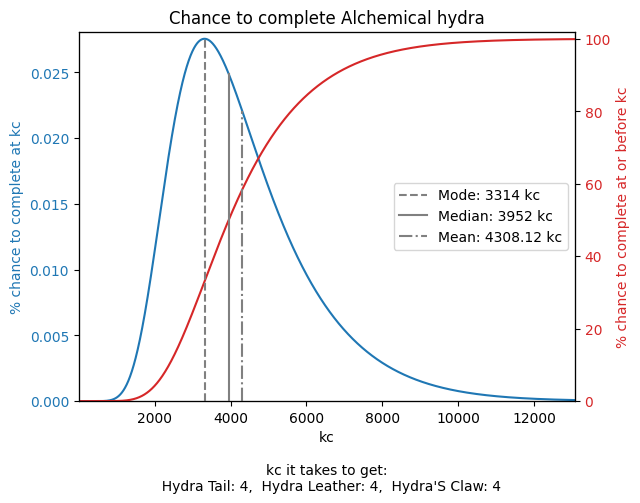 Chance to complete Alchemical hydra
% chance to complete at kc
0.025
0.020
0.015
0.010
0.005
0.000
Mode: 3314 kc
Median: 3952 kc
Mean: 4308.12 kc
100
80
60
40
20
0
% chance to complete at or before kc
2000 4000 6000 8000 10000 12000
kc
kc it takes to get:
Hydra Tail: 4,  Hydra Leather: 4,  Hydra'S Claw: 4